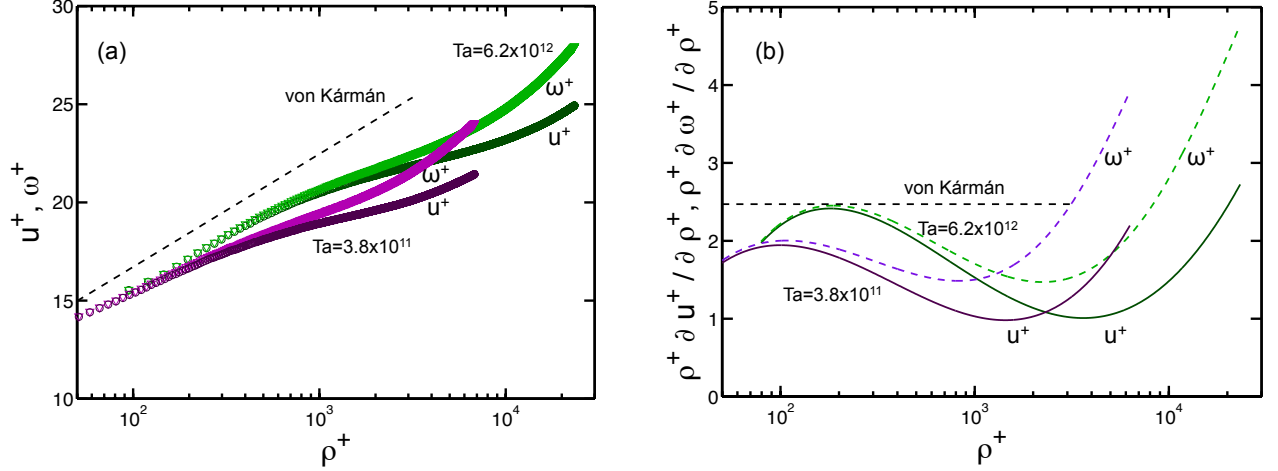 (a)
30
25
20
15
10
u⁺, ω⁺
Ta=6.2x10¹²
von Kármán
ω⁺
u⁺
ω⁺
u⁺
Ta=3.8x10¹¹
10²
10³
10⁴
ρ⁺
(b)
5
4
3
2
1
0
ρ⁺ ∂ u⁺ / ∂ ρ⁺, ρ⁺ ∂ ω⁺ / ∂ ρ⁺
ω⁺
ω⁺
von Kármán
Ta=6.2x10¹²
Ta=3.8x10¹¹
u⁺
u⁺
10²
10³
10⁴
ρ⁺